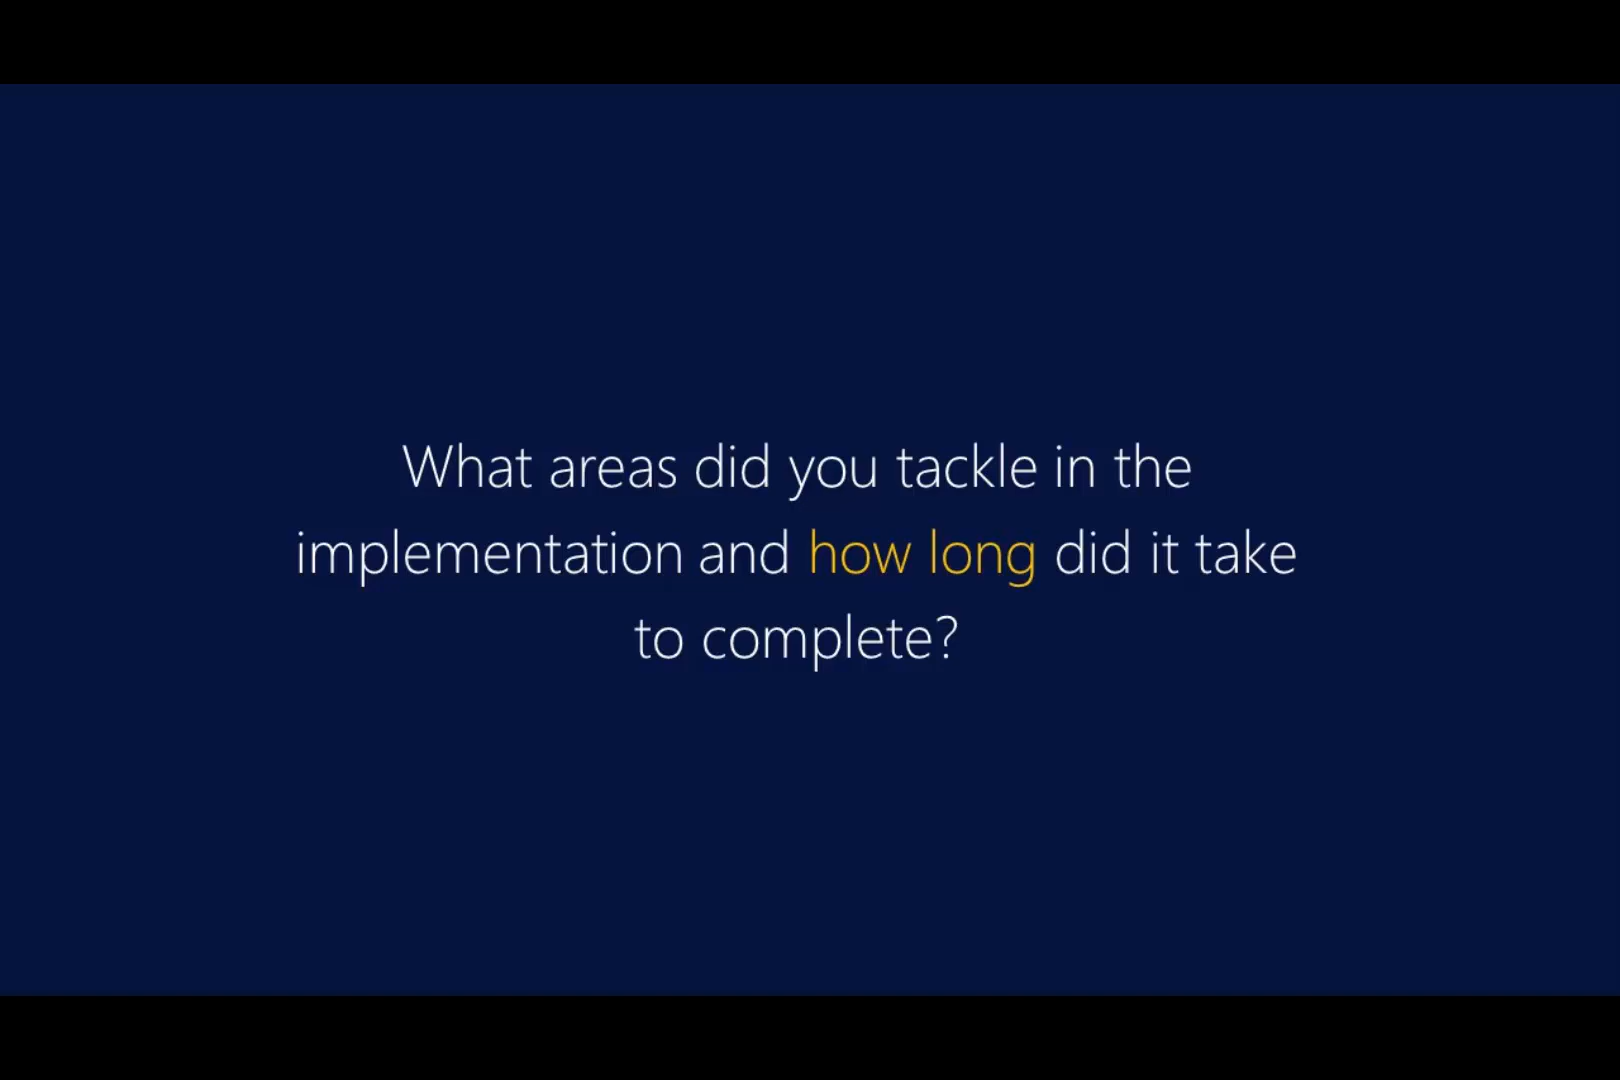 What areas did you tackle in the
implementation and how long did it take
to complete?